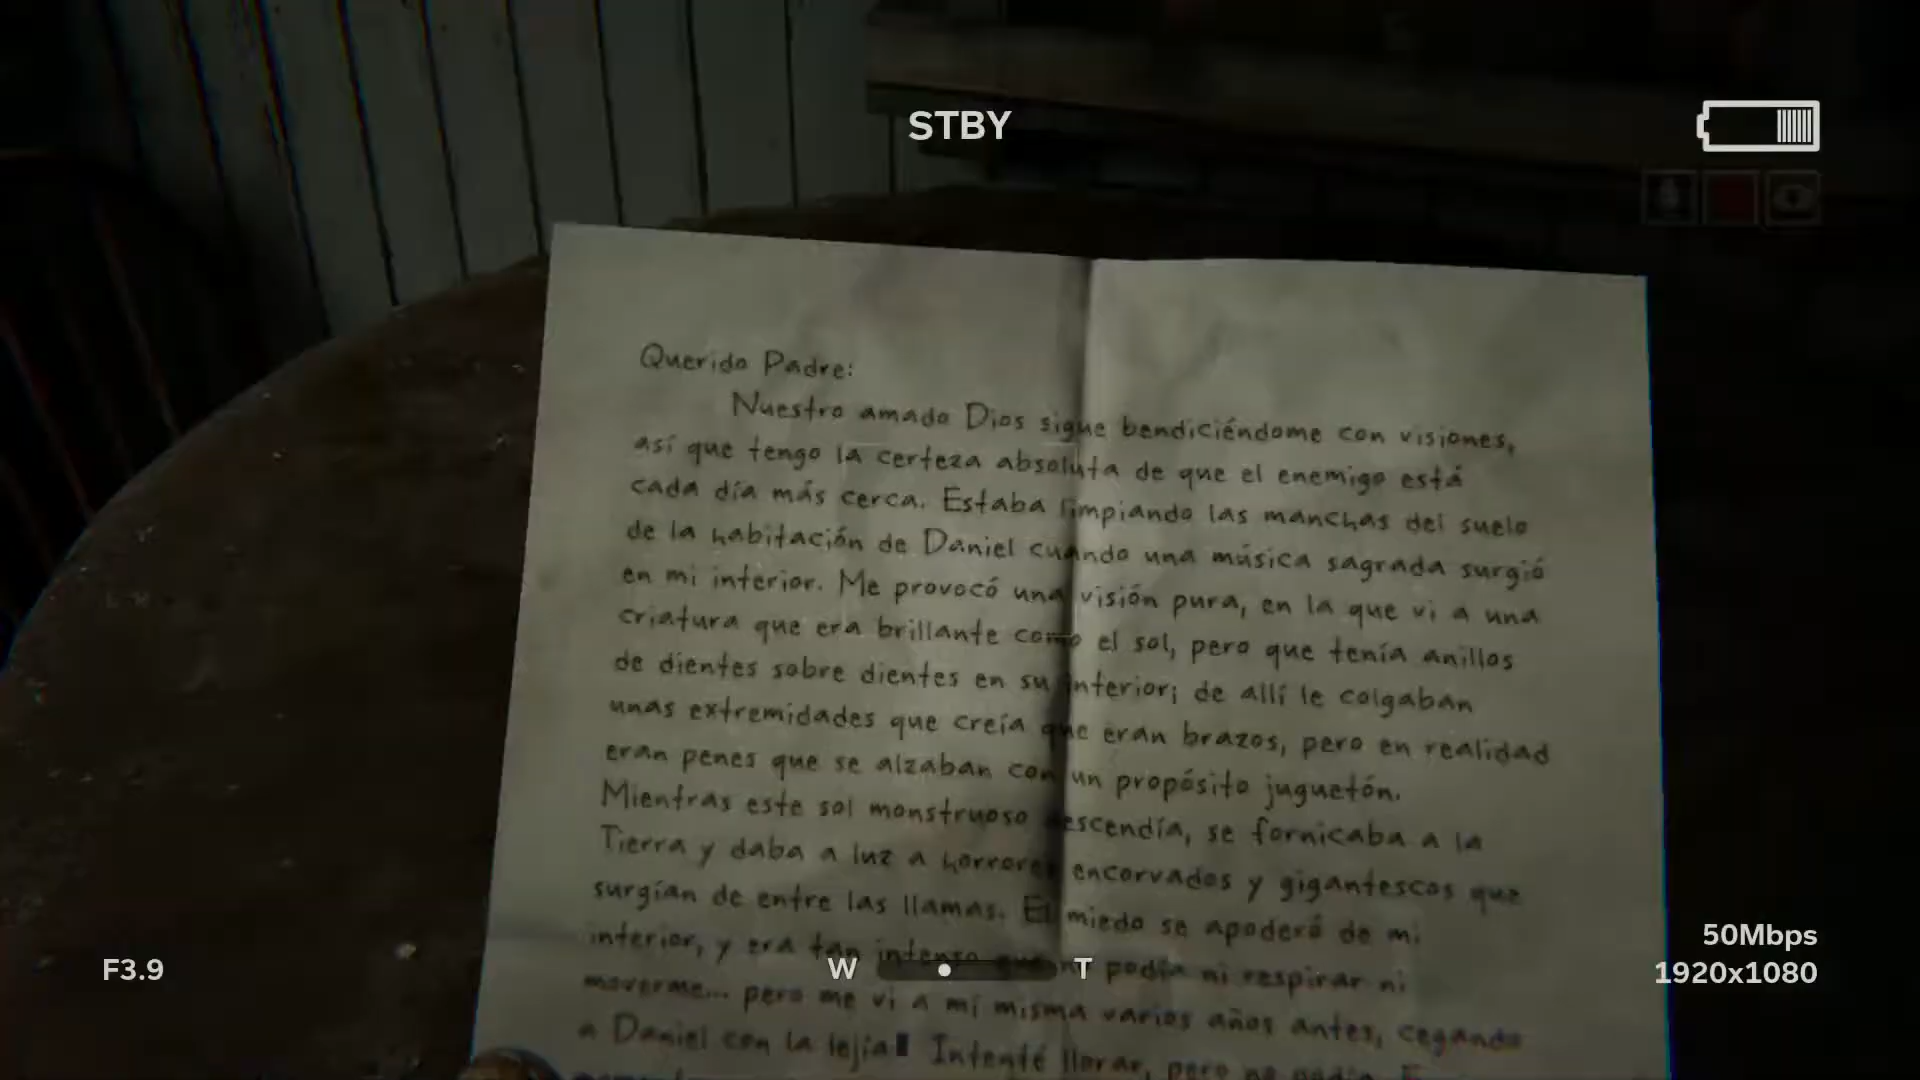 STBY
Querido Padre:
Nuestro amado Dios sigue bendiciéndome con visiones,
así que tengo la certeza absoluta de que el enemigo está
cada día más cerca. Estaba limpiando las manchas del suelo
de la habitación de Daniel cuando una música sagrada surgió
en mi interior. Me provocó una visión pura, en la que vi a una
criatura que era brillante como el sol, pero que tenía anillos
de dientes sobre dientes en su interior; de allí le colgaban
unas extremidades que creía que eran brazos, pero en realidad
eran penes que se alzaban con un propósito juguetón.
Mientras este sol monstruoso descendía, se fornicaba a la
Tierra y daba a luz a horrores encorvados y gigantescos que
surgían de entre las llamas. El miedo se apoderó de mi
interior, y era tan intenso que no podía ni respirar ni
moverme... pero me vi a mí misma varios años antes, cegando
a Daniel con la lejía. Intenté llorar, pero no podía.
F3.9
W T
50Mbps
1920x1080